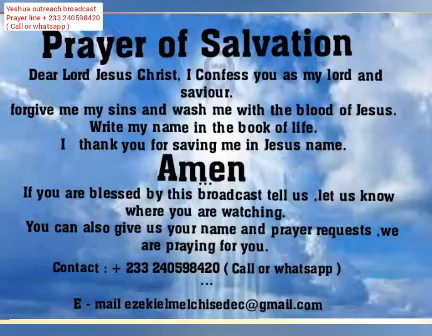 Yeshua outreach broadcast
Prayer line + 233 240598420
( Call or whatsapp )
Prayer of Salvation
Dear Lord Jesus Christ, I Confess you as my lord and
saviour.
forgive me my sins and wash me with the blood of Jesus.
Write my name in the book of life.
I thank you for saving me in Jesus name.
Amen
...
If you are blessed by this broadcast tell us ,let us know
where you are watching.
You can also give us your name and prayer requests ,we
are praying for you.
Contact : + 233 240598420 ( Call or whatsapp )
...
E - mail ezekielmelchisedec@gmail.com